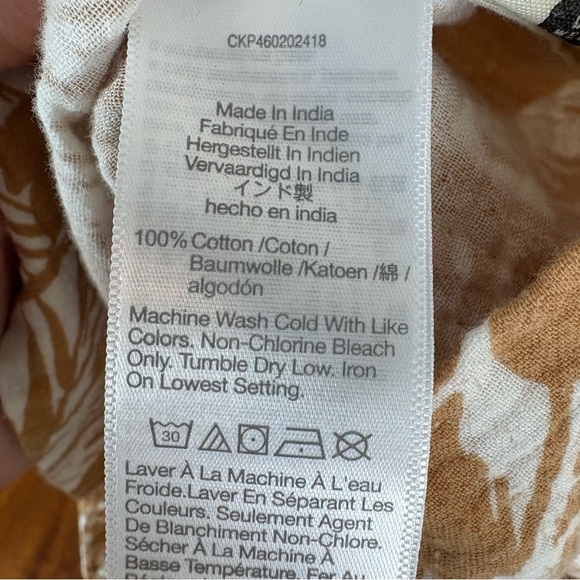 CKP460202418
Made In India
Fabriqué En Inde
Hergestellt In Indien
Vervaardigd In India
インド製
hecho en india
100% Cotton /Coton /
Baumwolle /Katoen /綿 /
algodón
Machine Wash Cold With Like
Colors. Non-Chlorine Bleach
Only. Tumble Dry Low. Iron
On Lowest Setting.
30
Laver À La Machine À L'eau
Froide.Laver En Séparant Les
Couleurs. Seulement Agent
De Blanchiment Non-Chlore.
Sécher À La Machine À
Basse Température. Fer Au